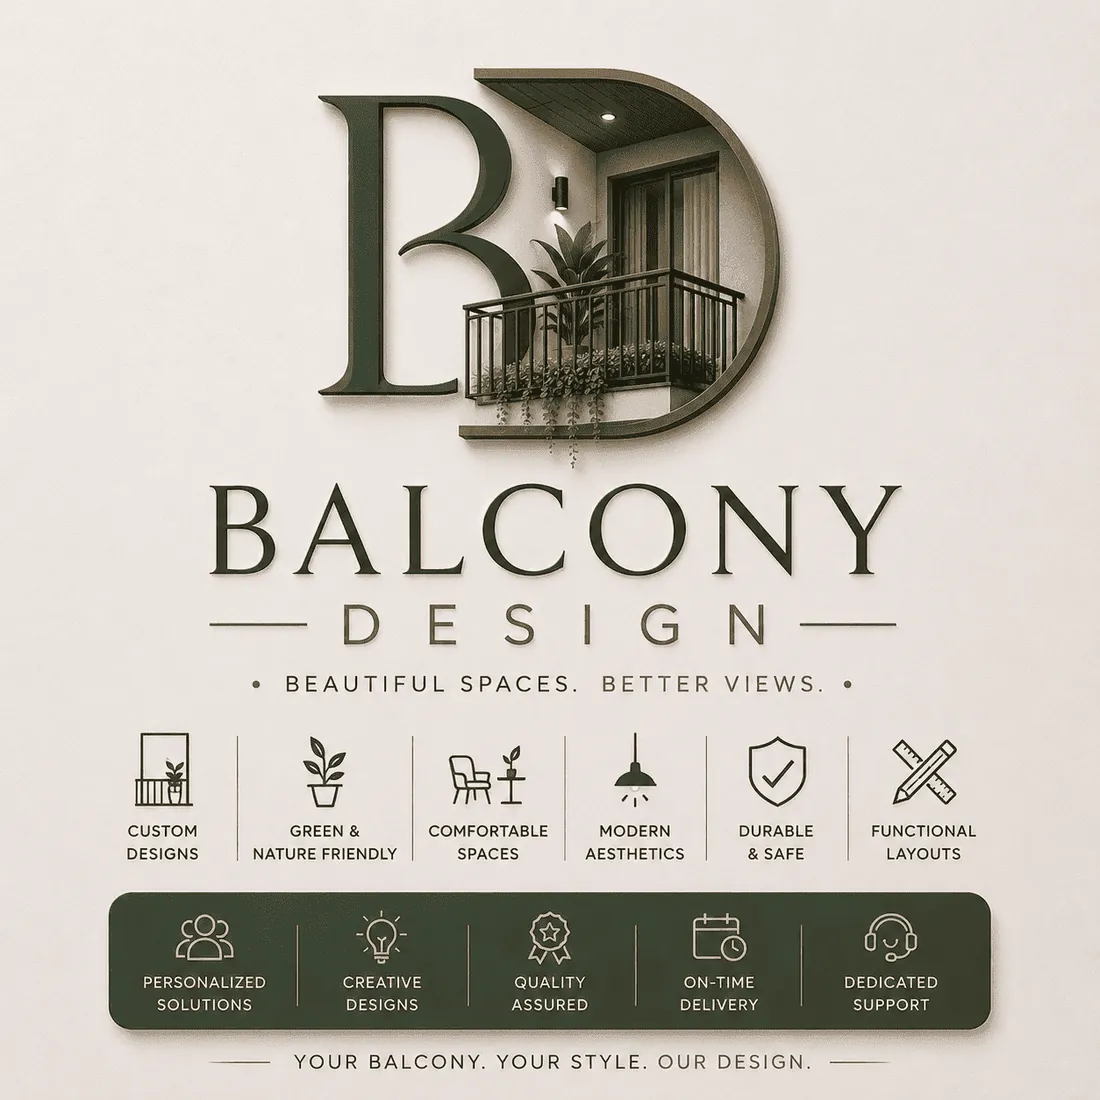 BD
BALCONY
DESIGN
• BEAUTIFUL SPACES. BETTER VIEWS. •
CUSTOM
DESIGNS
GREEN &
NATURE FRIENDLY
COMFORTABLE
SPACES
MODERN
AESTHETICS
DURABLE
& SAFE
FUNCTIONAL
LAYOUTS
PERSONALIZED
SOLUTIONS
CREATIVE
DESIGNS
QUALITY
ASSURED
ON-TIME
DELIVERY
DEDICATED
SUPPORT
YOUR BALCONY. YOUR STYLE. OUR DESIGN.